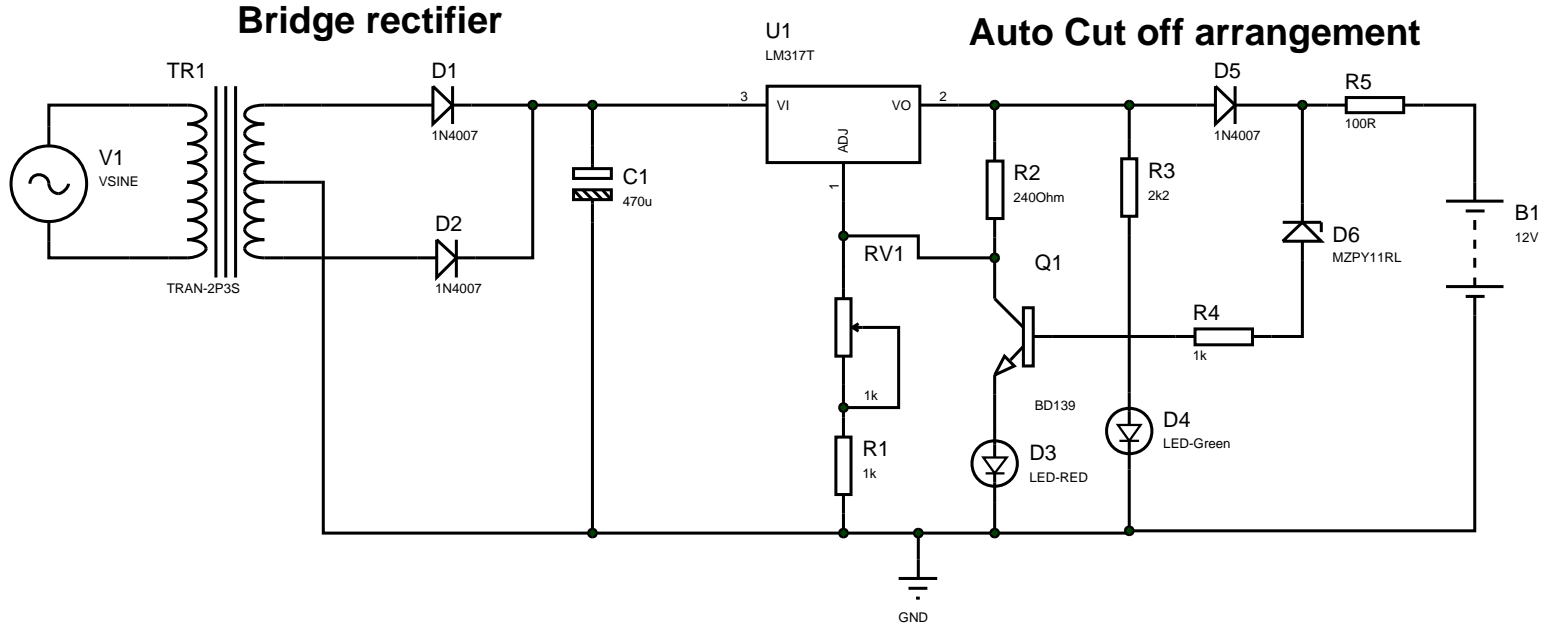 Bridge rectifier
Auto Cut off arrangement
TR1
TRAN-2P3S
V1
VSINE
D1
1N4007
D2
1N4007
C1
470u
U1
LM317T
3
VI
VO
2
ADJ
1
RV1
1k
R1
1k
R2
240Ohm
Q1
BD139
D3
LED-RED
R3
2k2
D4
LED-Green
D5
1N4007
R5
100R
D6
MZPY11RL
R4
1k
B1
12V
GND